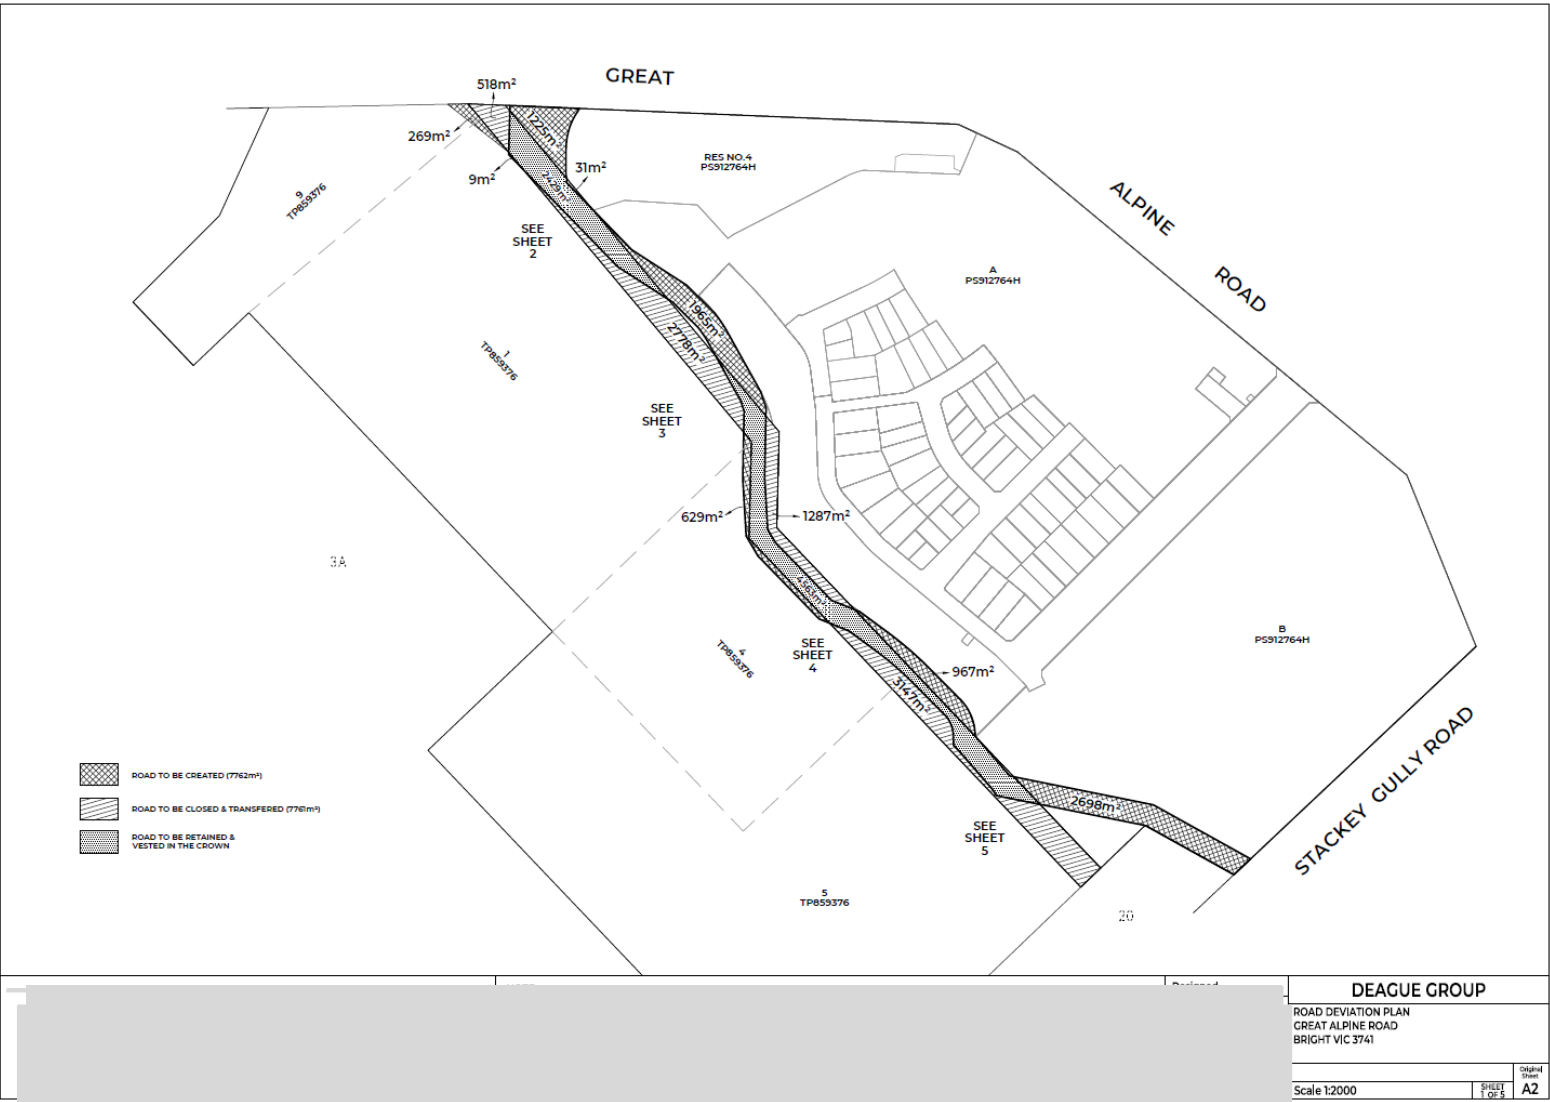 GREAT
518m²
269m²
1225m²
31m²
9m²
2429m²
RES NO.4
PS912764H
ALPINE
ROAD
9
TP859376
SEE
SHEET
2
A
PS912764H
1965m²
2778m²
1
TP859376
SEE
SHEET
3
629m²
1287m²
3A
4563m²
4
TP859376
SEE
SHEET
4
967m²
3147m²
B
PS912764H
STACKEY GULLY ROAD
ROAD TO BE CREATED (7762m²)
ROAD TO BE CLOSED & TRANSFERED (7761m²)
ROAD TO BE RETAINED &
VESTED IN THE CROWN
2698m²
SEE
SHEET
5
5
TP859376
20
Designed
DEAGUE GROUP
ROAD DEVIATION PLAN
GREAT ALPINE ROAD
BRIGHT VIC 3741
Scale 1:2000
SHEET
1 OF 5
Original
Sheet
A2